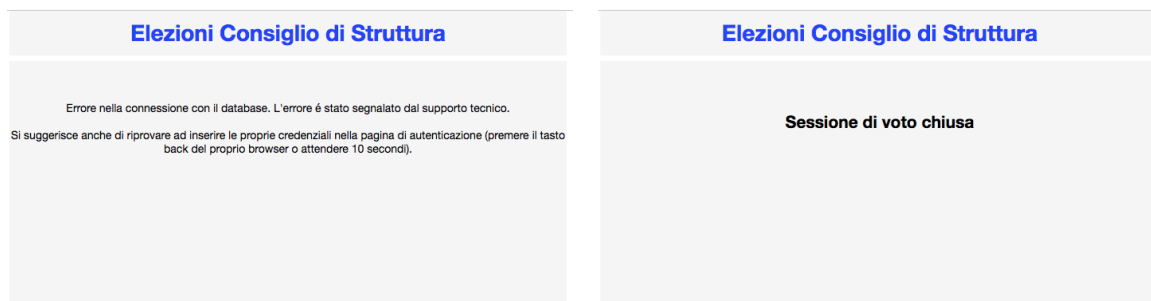 Elezioni Consiglio di Struttura
Errore nella connessione con il database. L'errore é stato segnalato dal supporto tecnico.
Si suggerisce anche di riprovare ad inserire le proprie credenziali nella pagina di autenticazione (premere il tasto
back del proprio browser o attendere 10 secondi).
Elezioni Consiglio di Struttura
Sessione di voto chiusa